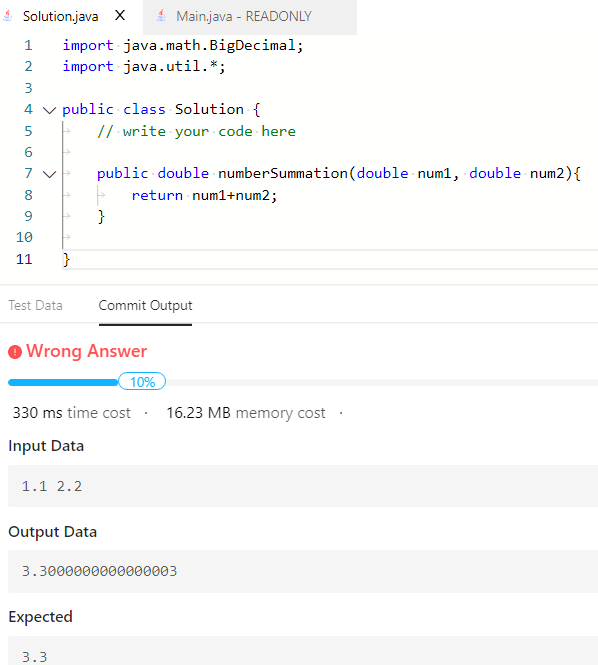 Solution.java X Main.java - READONLY
1 import java.math.BigDecimal;
2 import java.util.*;
3
4 public class Solution {
5 // write your code here
6
7 public double numberSummation(double num1, double num2){
8 return num1+num2;
9 }
10
11 }
Test Data Commit Output
Wrong Answer
10%
330 ms time cost · 16.23 MB memory cost ·
Input Data
1.1 2.2
Output Data
3.3000000000000003
Expected
3.3